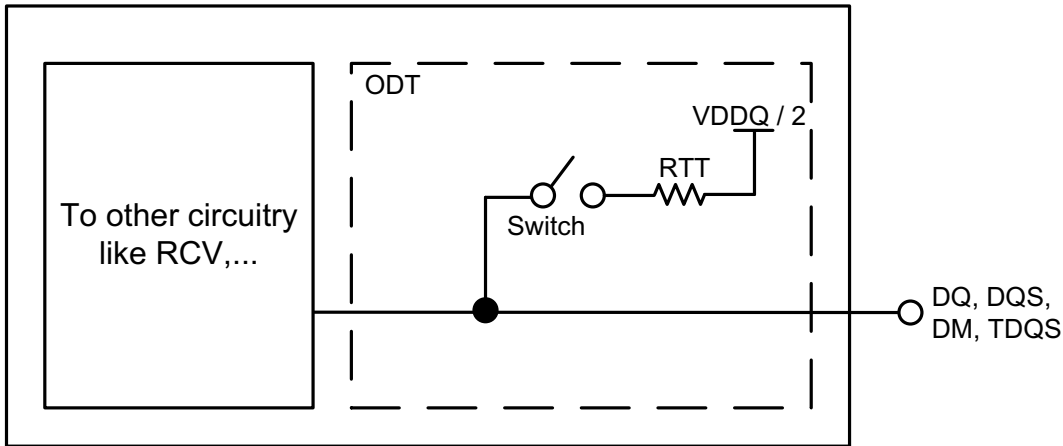 ODT
VDDQ / 2
RTT
Switch
To other circuitry
like RCV,...
DQ, DQS,
DM, TDQS